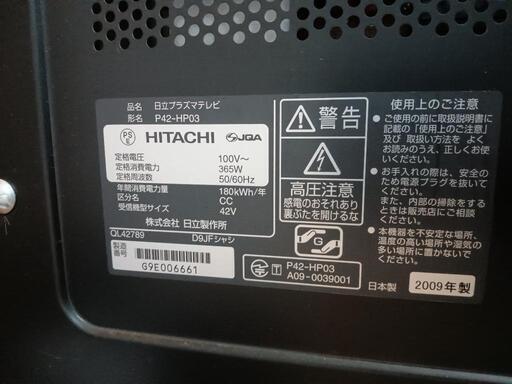 品名 日立プラズマテレビ
形名 P42-HP03
PS E HITACHI JQA
定格電圧 100V～
定格消費電力 365W
定格周波数 50/60Hz
年間消費電力量 180kWh/年
区分名 CC
受信機型サイズ 42V
株式会社 日立製作所
QL42789 D9JFシャシ
製造番号 G9E006661
警告
高圧注意
感電のおそれあり
裏ぶたを開けるな
G
T P42-HP03
A09-0039001
使用上のご注意
●ご使用の前に取扱説明書に
記載の「使用上のご注意」及
び取扱い方法を よくお読
みいただき、正しくお使
いください。
●お手入れの際は、安全のた
め電源プラグを抜いてくださ
い。また、内部の掃除をする
ときは販売店にご相談く
ださい。
●本機器を不安定な場所、
温度の高い場所や湿気の
多い場所に置かないで
ください。
日本製 2009年製